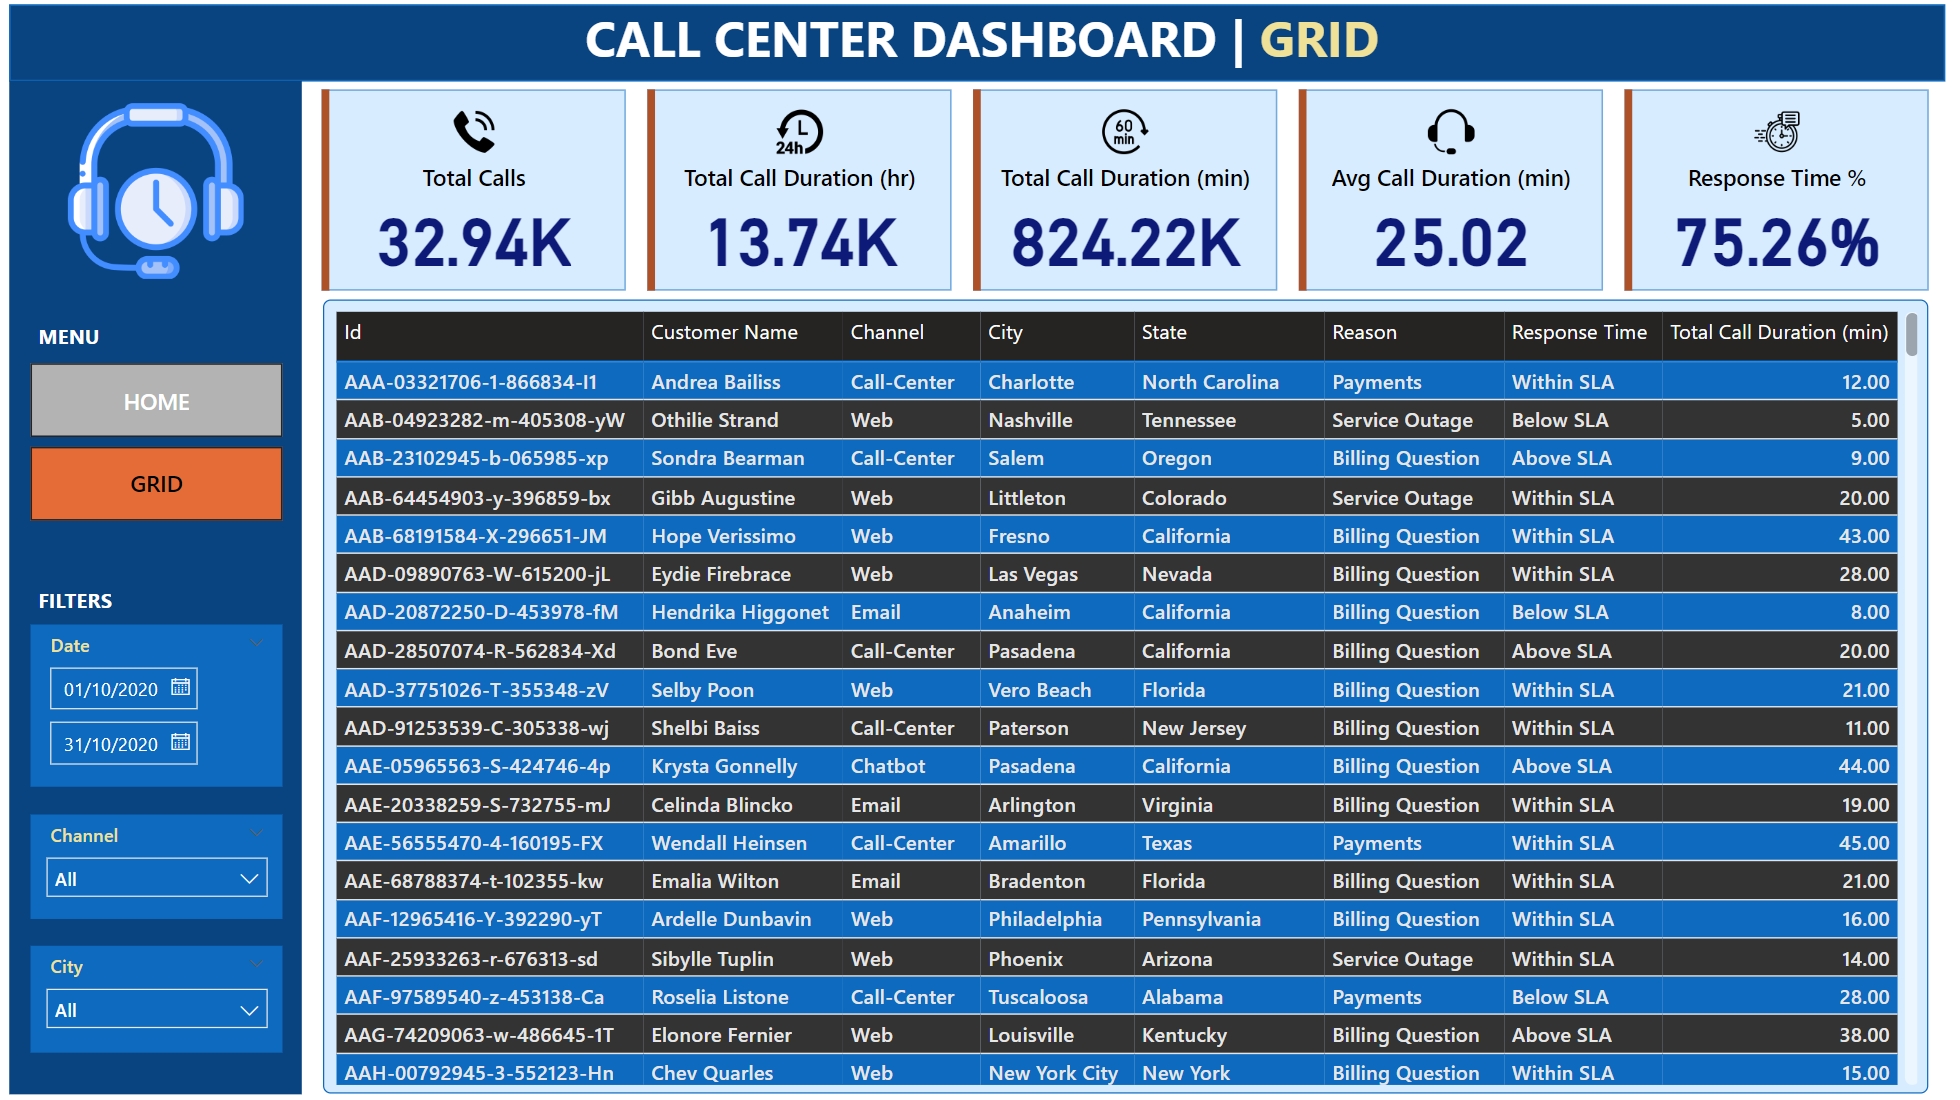 CALL CENTER DASHBOARD | GRID
L
24h
60
min
Total Calls
Total Call Duration (hr)
Total Call Duration (min)
Avg Call Duration (min)
Response Time %
32.94K
13.74K
824.22K
25.02
75.26%
MENU
HOME
GRID
FILTERS
Date
01/10/2020
31/10/2020
Channel
All
City
All
Id Customer Name Channel City State Reason Response Time Total Call Duration (min)
AAA-03321706-1-866834-I1 Andrea Bailiss Call-Center Charlotte North Carolina Payments Within SLA 12.00
AAB-04923282-m-405308-yW Othilie Strand Web Nashville Tennessee Service Outage Below SLA 5.00
AAB-23102945-b-065985-xp Sondra Bearman Call-Center Salem Oregon Billing Question Above SLA 9.00
AAB-64454903-y-396859-bx Gibb Augustine Web Littleton Colorado Service Outage Within SLA 20.00
AAB-68191584-X-296651-JM Hope Verissimo Web Fresno California Billing Question Within SLA 43.00
AAD-09890763-W-615200-jL Eydie Firebrace Web Las Vegas Nevada Billing Question Within SLA 28.00
AAD-20872250-D-453978-fM Hendrika Higgonet Email Anaheim California Billing Question Below SLA 8.00
AAD-28507074-R-562834-Xd Bond Eve Call-Center Pasadena California Billing Question Above SLA 20.00
AAD-37751026-T-355348-zV Selby Poon Web Vero Beach Florida Billing Question Within SLA 21.00
AAD-91253539-C-305338-wj Shelbi Baiss Call-Center Paterson New Jersey Billing Question Within SLA 11.00
AAE-05965563-S-424746-4p Krysta Gonnelly Chatbot Pasadena California Billing Question Above SLA 44.00
AAE-20338259-S-732755-mJ Celinda Blincko Email Arlington Virginia Billing Question Within SLA 19.00
AAE-56555470-4-160195-FX Wendall Heinsen Call-Center Amarillo Texas Payments Within SLA 45.00
AAE-68788374-t-102355-kw Emalia Wilton Email Bradenton Florida Billing Question Within SLA 21.00
AAF-12965416-Y-392290-yT Ardelle Dunbavin Web Philadelphia Pennsylvania Billing Question Within SLA 16.00
AAF-25933263-r-676313-sd Sibylle Tuplin Web Phoenix Arizona Service Outage Within SLA 14.00
AAF-97589540-z-453138-Ca Roselia Listone Call-Center Tuscaloosa Alabama Payments Below SLA 28.00
AAG-74209063-w-486645-1T Elonore Fernier Web Louisville Kentucky Billing Question Above SLA 38.00
AAH-00792945-3-552123-Hn Chev Quarles Web New York City New York Billing Question Within SLA 15.00